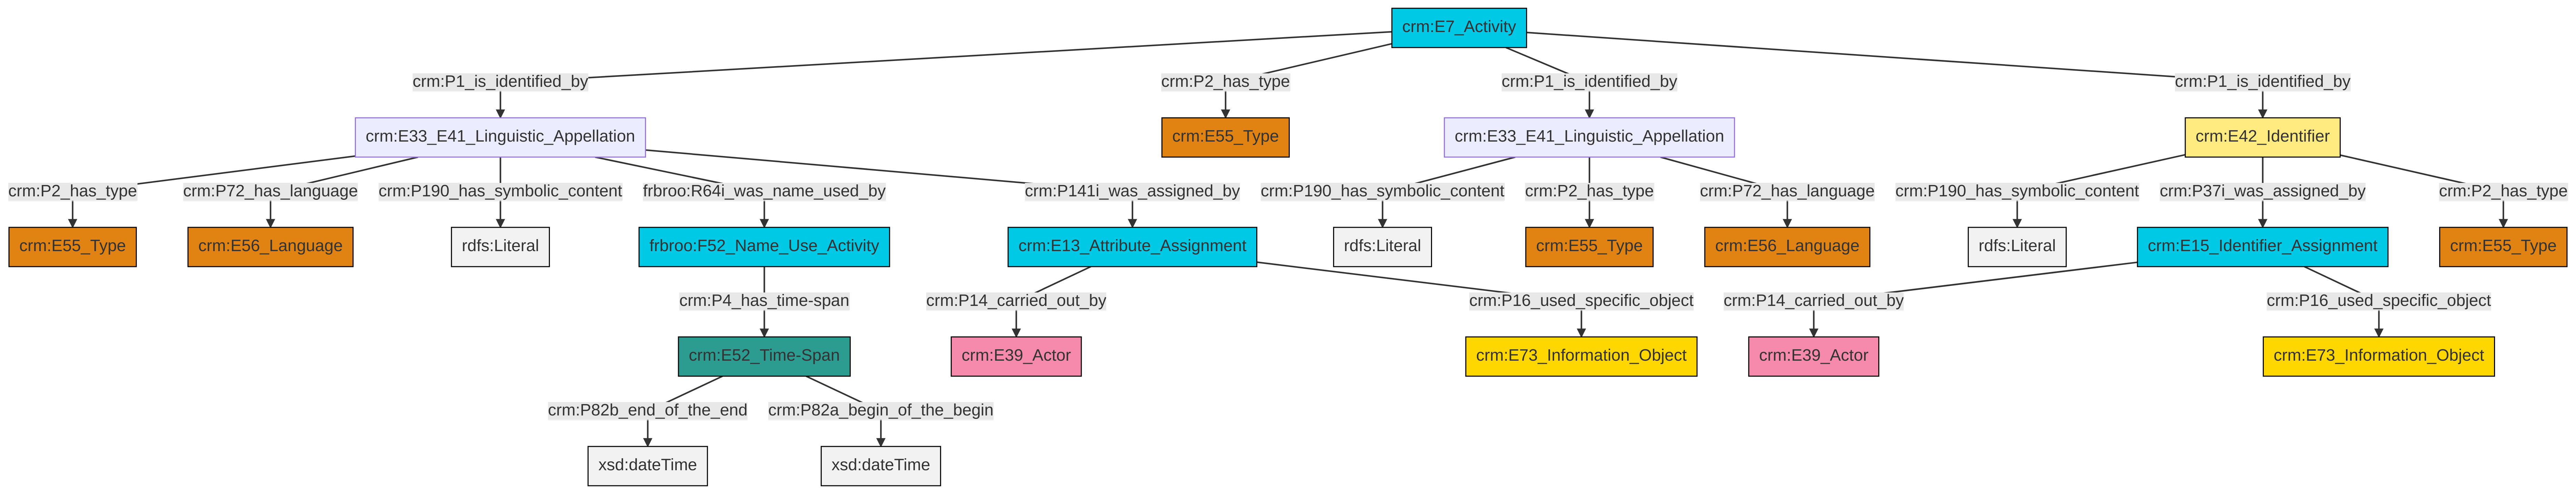 crm:E7_Activity
crm:P1_is_identified_by
crm:P2_has_type
crm:P1_is_identified_by
crm:P1_is_identified_by
crm:E33_E41_Linguistic_Appellation
crm:E55_Type
crm:E33_E41_Linguistic_Appellation
crm:E42_Identifier
crm:P2_has_type
crm:P72_has_language
crm:P190_has_symbolic_content
frbroo:R64i_was_name_used_by
crm:P141i_was_assigned_by
crm:P190_has_symbolic_content
crm:P2_has_type
crm:P72_has_language
crm:P190_has_symbolic_content
crm:P37i_was_assigned_by
crm:P2_has_type
crm:E55_Type
crm:E56_Language
rdfs:Literal
frbroo:F52_Name_Use_Activity
crm:E13_Attribute_Assignment
rdfs:Literal
crm:E55_Type
crm:E56_Language
rdfs:Literal
crm:E15_Identifier_Assignment
crm:E55_Type
crm:P4_has_time-span
crm:P14_carried_out_by
crm:P16_used_specific_object
crm:P14_carried_out_by
crm:P16_used_specific_object
crm:E52_Time-Span
crm:E39_Actor
crm:E73_Information_Object
crm:E39_Actor
crm:E73_Information_Object
crm:P82b_end_of_the_end
crm:P82a_begin_of_the_begin
xsd:dateTime
xsd:dateTime